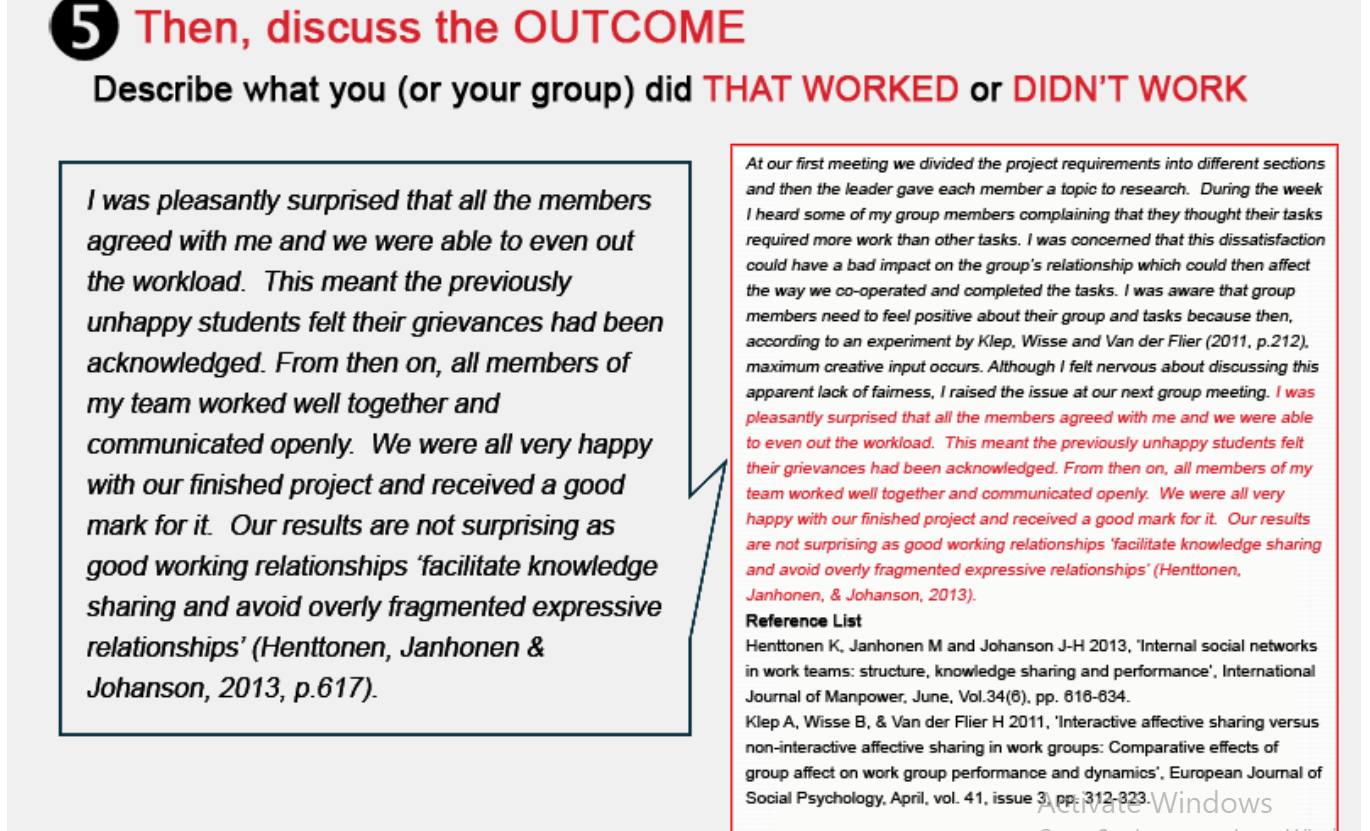 5 Then, discuss the OUTCOME
Describe what you (or your group) did THAT WORKED or DIDN'T WORK
I was pleasantly surprised that all the members
agreed with me and we were able to even out
the workload.  This meant the previously
unhappy students felt their grievances had been
acknowledged. From then on, all members of
my team worked well together and
communicated openly.  We were all very happy
with our finished project and received a good
mark for it.  Our results are not surprising as
good working relationships ‘facilitate knowledge
sharing and avoid overly fragmented expressive
relationships’ (Henttonen, Janhonen &
Johanson, 2013, p.617).
At our first meeting we divided the project requirements into different sections
and then the leader gave each member a topic to research.  During the week
I heard some of my group members complaining that they thought their tasks
required more work than other tasks. I was concerned that this dissatisfaction
could have a bad impact on the group's relationship which could then affect
the way we co-operated and completed the tasks. I was aware that group
members need to feel positive about their group and tasks because then,
according to an experiment by Klep, Wisse and Van der Flier (2011, p.212),
maximum creative input occurs. Although I felt nervous about discussing this
apparent lack of fairness, I raised the issue at our next group meeting. I was
pleasantly surprised that all the members agreed with me and we were able
to even out the workload.  This meant the previously unhappy students felt
their grievances had been acknowledged. From then on, all members of my
team worked well together and communicated openly.  We were all very
happy with our finished project and received a good mark for it.  Our results
are not surprising as good working relationships ‘facilitate knowledge sharing
and avoid overly fragmented expressive relationships’ (Henttonen,
Janhonen, & Johanson, 2013).
Reference List
Henttonen K, Janhonen M and Johanson J-H 2013, ‘Internal social networks
in work teams: structure, knowledge sharing and performance’, International
Journal of Manpower, June, Vol.34(6), pp. 616-634.
Klep A, Wisse B, & Van der Flier H 2011, ‘Interactive affective sharing versus
non-interactive affective sharing in work groups: Comparative effects of
group affect on work group performance and dynamics’, European Journal of
Social Psychology, April, vol. 41, issue 3, pp. 312-323.
Activate Windows